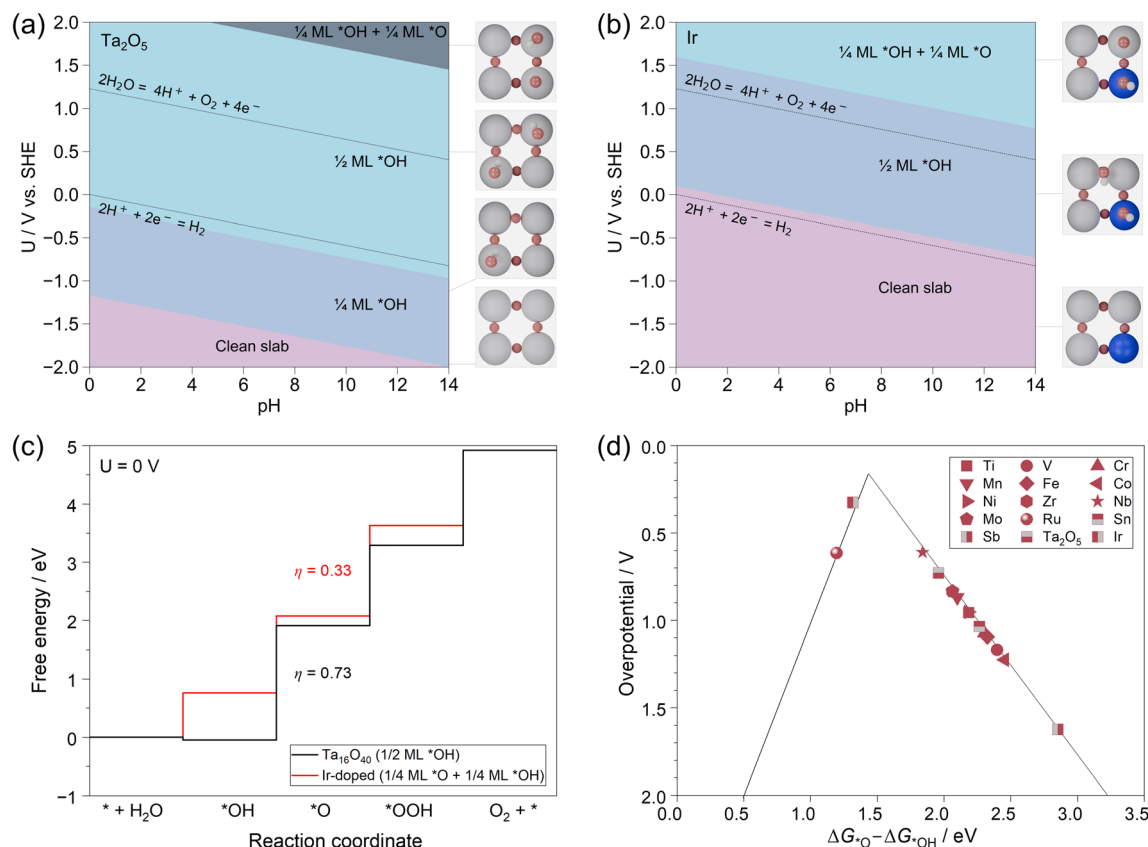 (a)
2.0
1.5
1.0
0.5
0.0
−0.5
−1.0
−1.5
−2.0
U / V vs. SHE
Ta₂O₅
¼ ML *OH + ¼ ML *O
2H₂O = 4H⁺ + O₂ + 4e⁻
½ ML *OH
2H⁺ + 2e⁻ = H₂
¼ ML *OH
Clean slab
0 2 4 6 8 10 12 14
pH
(b)
2.0
1.5
1.0
0.5
0.0
−0.5
−1.0
−1.5
−2.0
U / V vs. SHE
Ir
¼ ML *OH + ¼ ML *O
2H₂O = 4H⁺ + O₂ + 4e⁻
½ ML *OH
2H⁺ + 2e⁻ = H₂
Clean slab
0 2 4 6 8 10 12 14
pH
(c)
5
4
3
2
1
0
−1
Free energy / eV
U = 0 V
η = 0.33
η = 0.73
Ta₁₆O₄₀ (1/2 ML *OH)
Ir-doped (1/4 ML *O + 1/4 ML *OH)
* + H₂O *OH *O *OOH O₂ + *
Reaction coordinate
(d)
0.0
0.5
1.0
1.5
2.0
Overpotential / V
Ti V Cr
Mn Fe Co
Ni Zr Nb
Mo Ru Sn
Sb Ta₂O₅ Ir
0.0 0.5 1.0 1.5 2.0 2.5 3.0 3.5
ΔG*O−ΔG*OH / eV